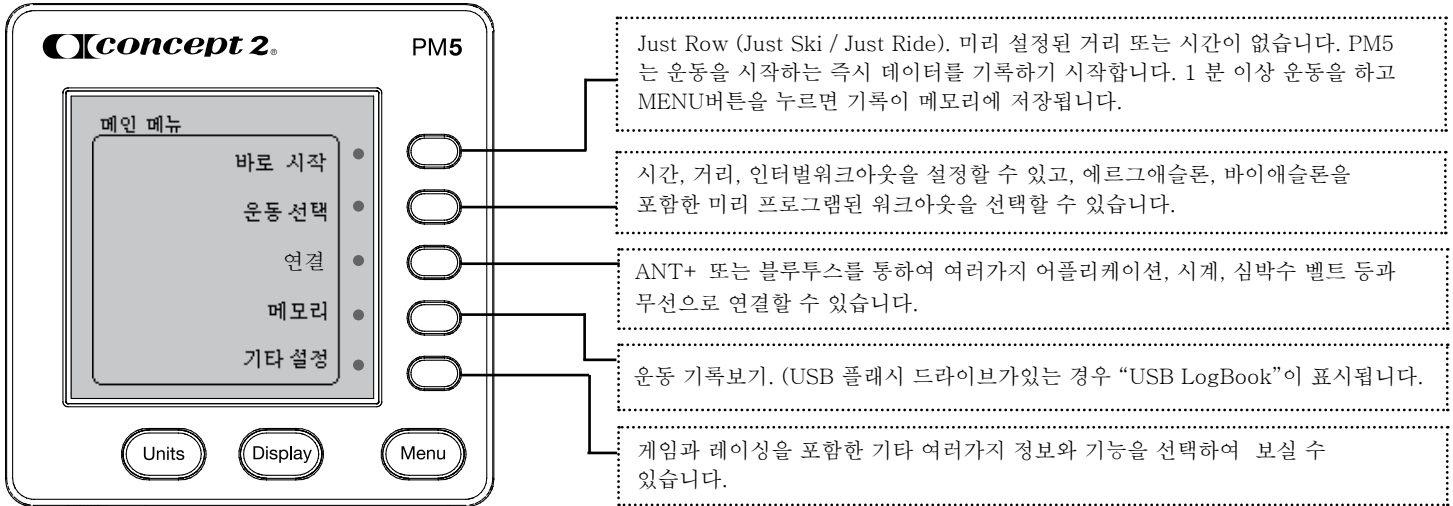 concept 2®
PM5
메인 메뉴
바로 시작
운동 선택
연결
메모리
기타 설정
Units
Display
Menu
Just Row (Just Ski / Just Ride). 미리 설정된 거리 또는 시간이 없습니다. PM5
는 운동을 시작하는 즉시 데이터를 기록하기 시작합니다. 1 분 이상 운동을 하고
MENU버튼을 누르면 기록이 메모리에 저장됩니다.
시간, 거리, 인터벌워크아웃을 설정할 수 있고, 에르그애슬론, 바이애슬론을
포함한 미리 프로그램된 워크아웃을 선택할 수 있습니다.
ANT+ 또는 블루투스를 통하여 여러가지 어플리케이션, 시계, 심박수 벨트 등과
무선으로 연결할 수 있습니다.
운동 기록보기. (USB 플래시 드라이브가있는 경우 “USB LogBook”이 표시됩니다.
게임과 레이싱을 포함한 기타 여러가지 정보와 기능을 선택하여 보실 수
있습니다.